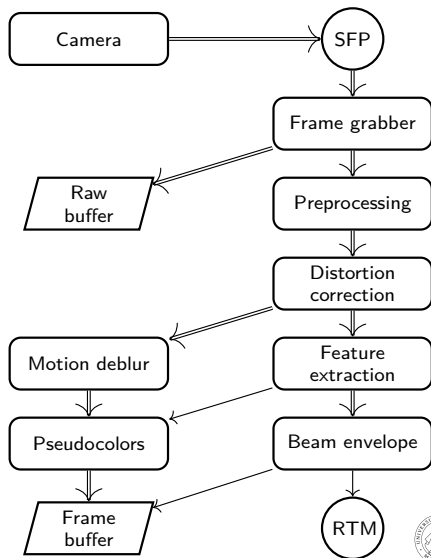 Camera
SFP
Frame grabber
Raw
buffer
Preprocessing
Distortion
correction
Motion deblur
Feature
extraction
Pseudocolors
Beam envelope
Frame
buffer
RTM